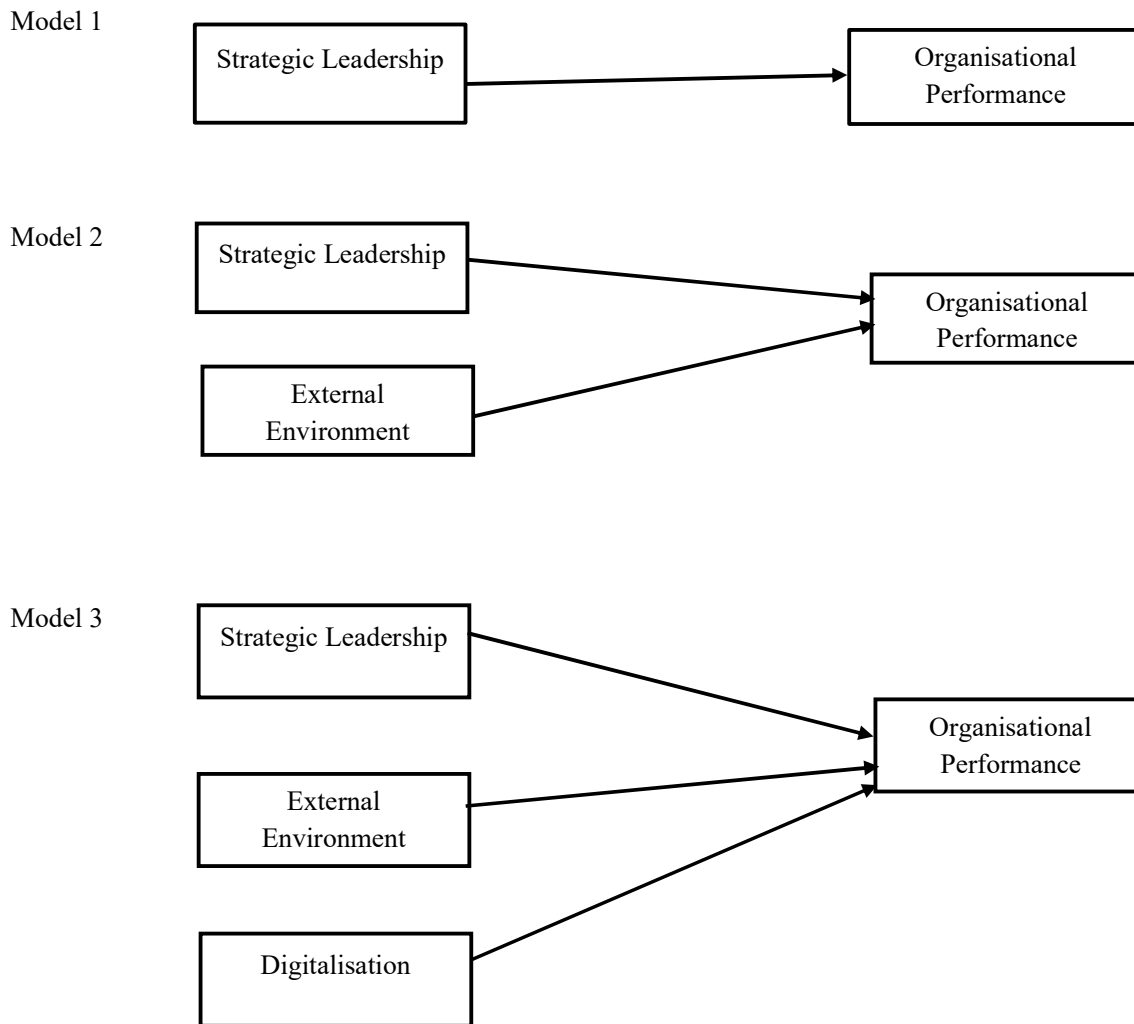 Model 1
Strategic Leadership
Organisational
Performance
Model 2
Strategic Leadership
Organisational
Performance
External
Environment
Model 3
Strategic Leadership
Organisational
Performance
External
Environment
Digitalisation